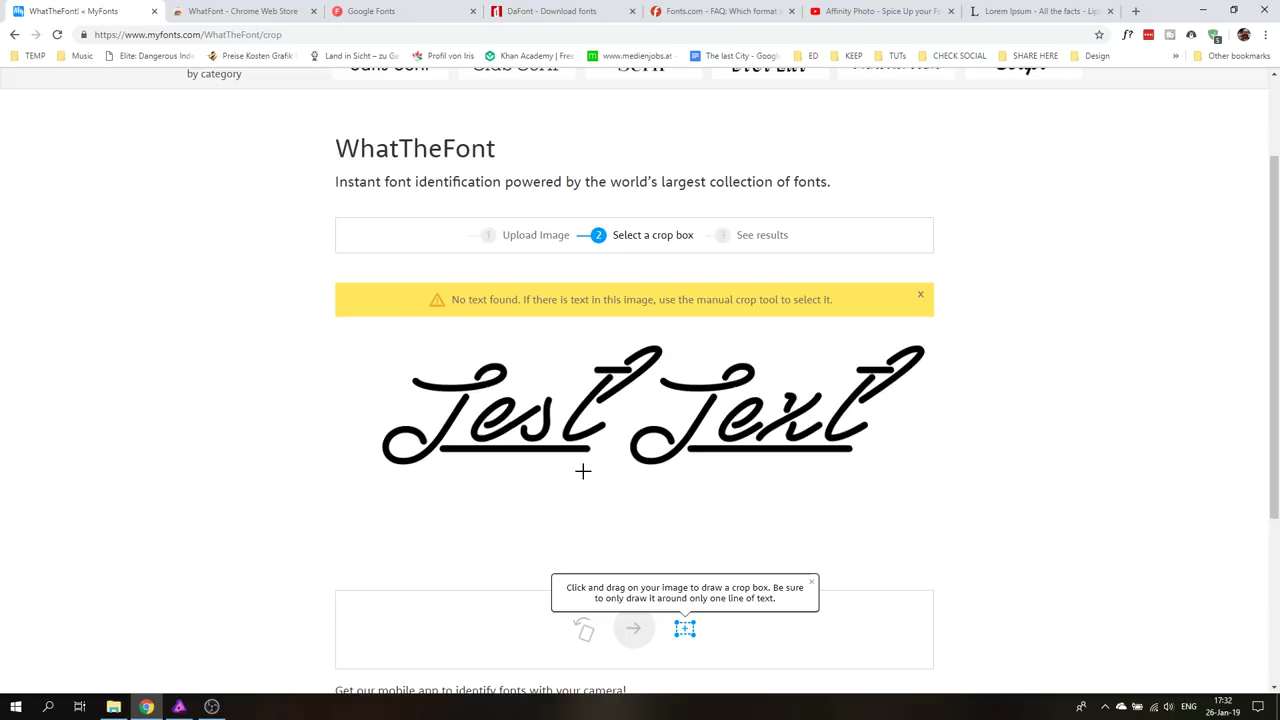 WhatTheFont! « MyFonts
WhatFont - Chrome Web Store
Google Fonts
DaFont - Download fonts
Fonts.com - FAQ: Which format c
Affinity Photo - Spice Up your Fo
Lorem Ipsum - All the facts - Lip
https://www.myfonts.com/WhatTheFont/crop
TEMP
Music
Elite: Dangerous Inde
Preise Kosten Grafik
Land in Sicht – zu Ga
Profil von Iris
Khan Academy | Free
www.medienjobs.at
The last City - Google
ED
KEEP
TUTs
CHECK SOCIAL
SHARE HERE
Design
»
Other bookmarks
by category
Script
WhatTheFont
Instant font identification powered by the world's largest collection of fonts.
1 Upload Image
2 Select a crop box
3 See results
No text found. If there is text in this image, use the manual crop tool to select it.
x
Test Text
Click and drag on your image to draw a crop box. Be sure
to only draw it around only one line of text.
Get our mobile app to identify fonts with your camera!
ENG
17:32
26-Jan-19